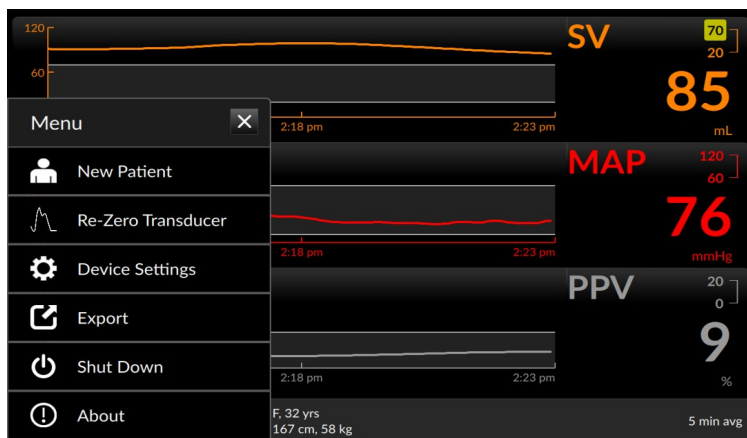 120
60
SV
70
20
85
mL
2:18 pm
2:23 pm
Menu
New Patient
Re-Zero Transducer
Device Settings
Export
Shut Down
About
MAP
120
60
76
mmHg
2:18 pm
2:23 pm
PPV
20
0
9
%
2:18 pm
2:23 pm
F, 32 yrs
167 cm, 58 kg
5 min avg